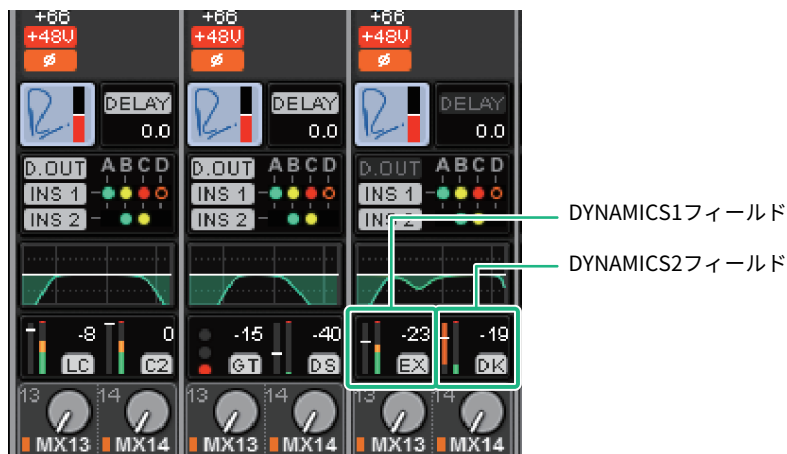 +66 +66 +66
+48V +48V +48V
ø ø ø
DELAY DELAY DELAY
0.0 0.0 0.0
D.OUT A B C D D.OUT A B C D D.OUT A B C D
INS 1 INS 1 INS 1
INS 2 INS 2 INS 2
DYNAMICS1フィールド
DYNAMICS2フィールド
-8 0 -15 -40 -23 -19
LC C2 GT DS EX DK
13 14 13 14 13 14
MX13 MX14 MX13 MX14 MX13 MX14